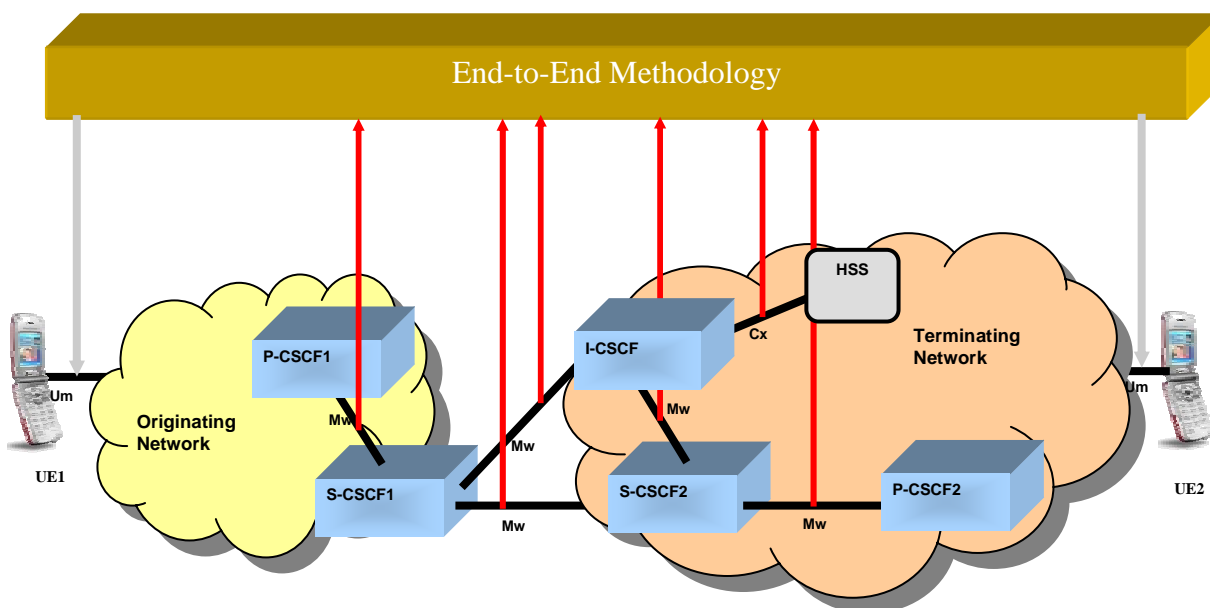 End-to-End Methodology
HSS
P-CSCF1
I-CSCF
Cx
Terminating
Network
Um
Originating
Network
Mw
Mw
Mw
Um
UE1
S-CSCF1
S-CSCF2
P-CSCF2
UE2
Mw
Mw